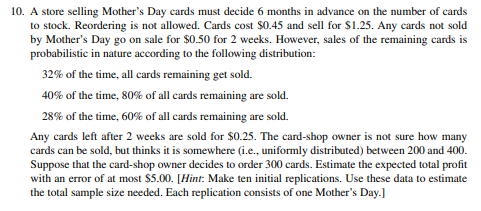 10. A store selling Mother's Day cards must decide 6 months in advance on the number of cards
to stock. Reordering is not allowed. Cards cost $0.45 and sell for $1.25. Any cards not sold
by Mother's Day go on sale for $0.50 for 2 weeks. However, sales of the remaining cards is
probabilistic in nature according to the following distribution:
32% of the time, all cards remaining get sold.
40% of the time, 80% of all cards remaining are sold.
28% of the time, 60% of all cards remaining are sold.
Any cards left after 2 weeks are sold for $0.25. The card-shop owner is not sure how many
cards can be sold, but thinks it is somewhere (i.e., uniformly distributed) between 200 and 400.
Suppose that the card-shop owner decides to order 300 cards. Estimate the expected total profit
with an error of at most $5.00. [Hint: Make ten initial replications. Use these data to estimate
the total sample size needed. Each replication consists of one Mother's Day.]